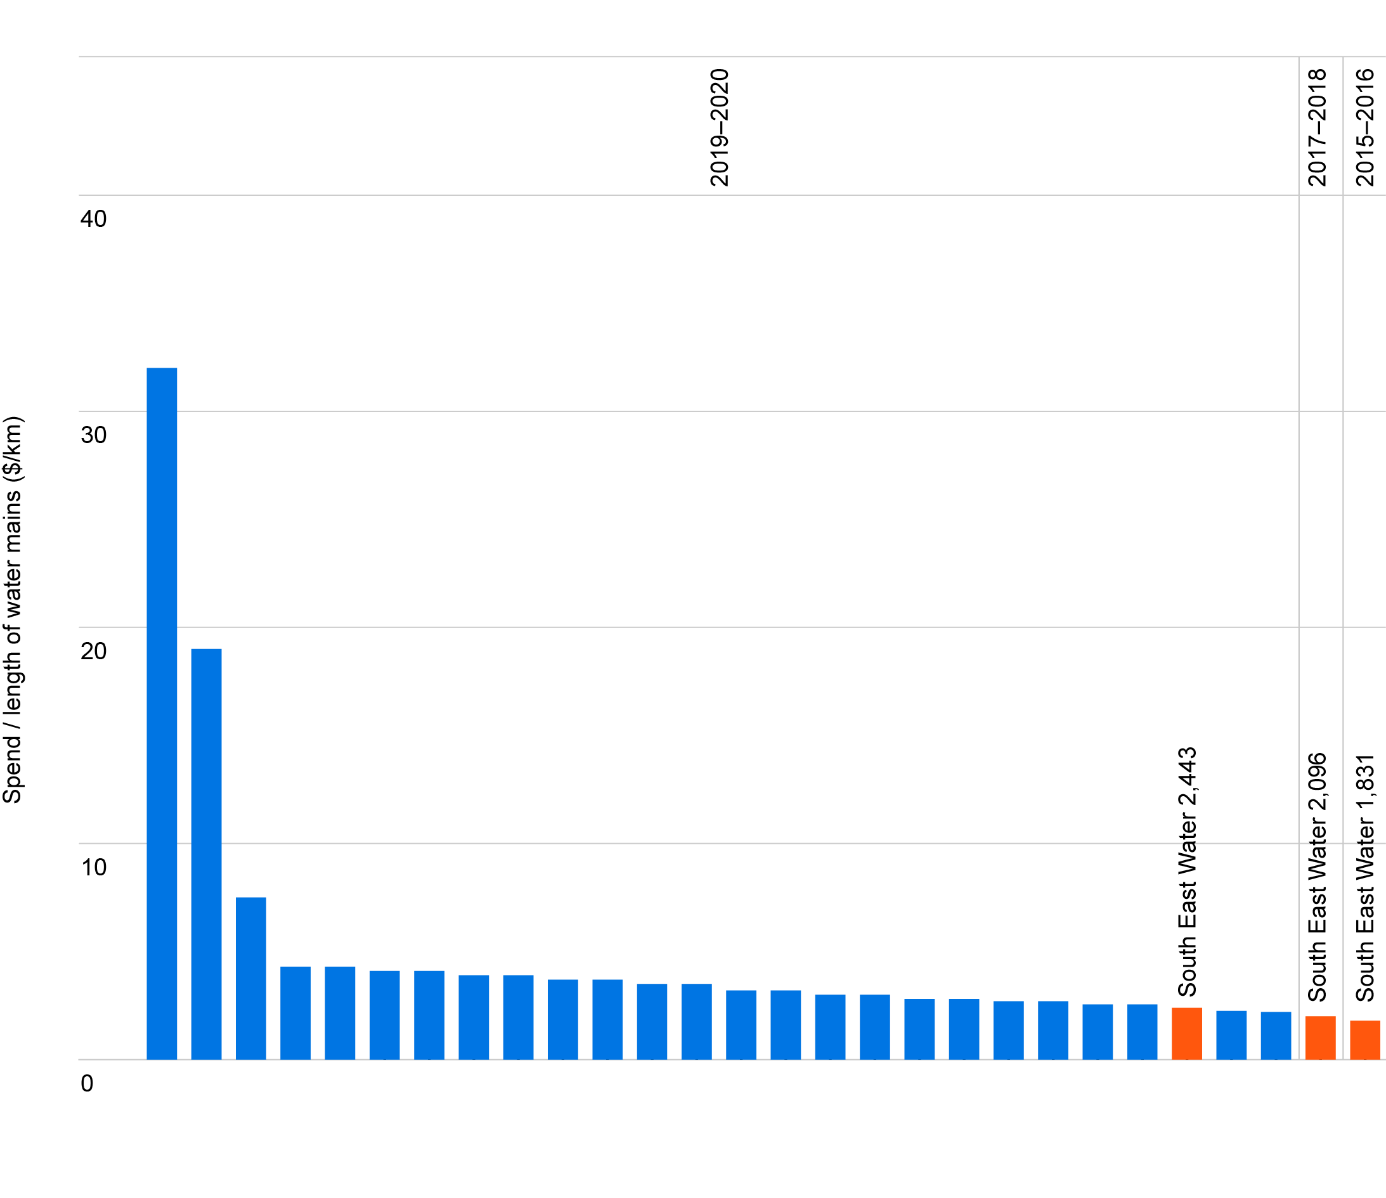 2019–2020
2017–2018
2015–2016
40
30
20
10
0
Spend / length of water mains ($/km)
South East Water 2,443
South East Water 2,096
South East Water 1,831